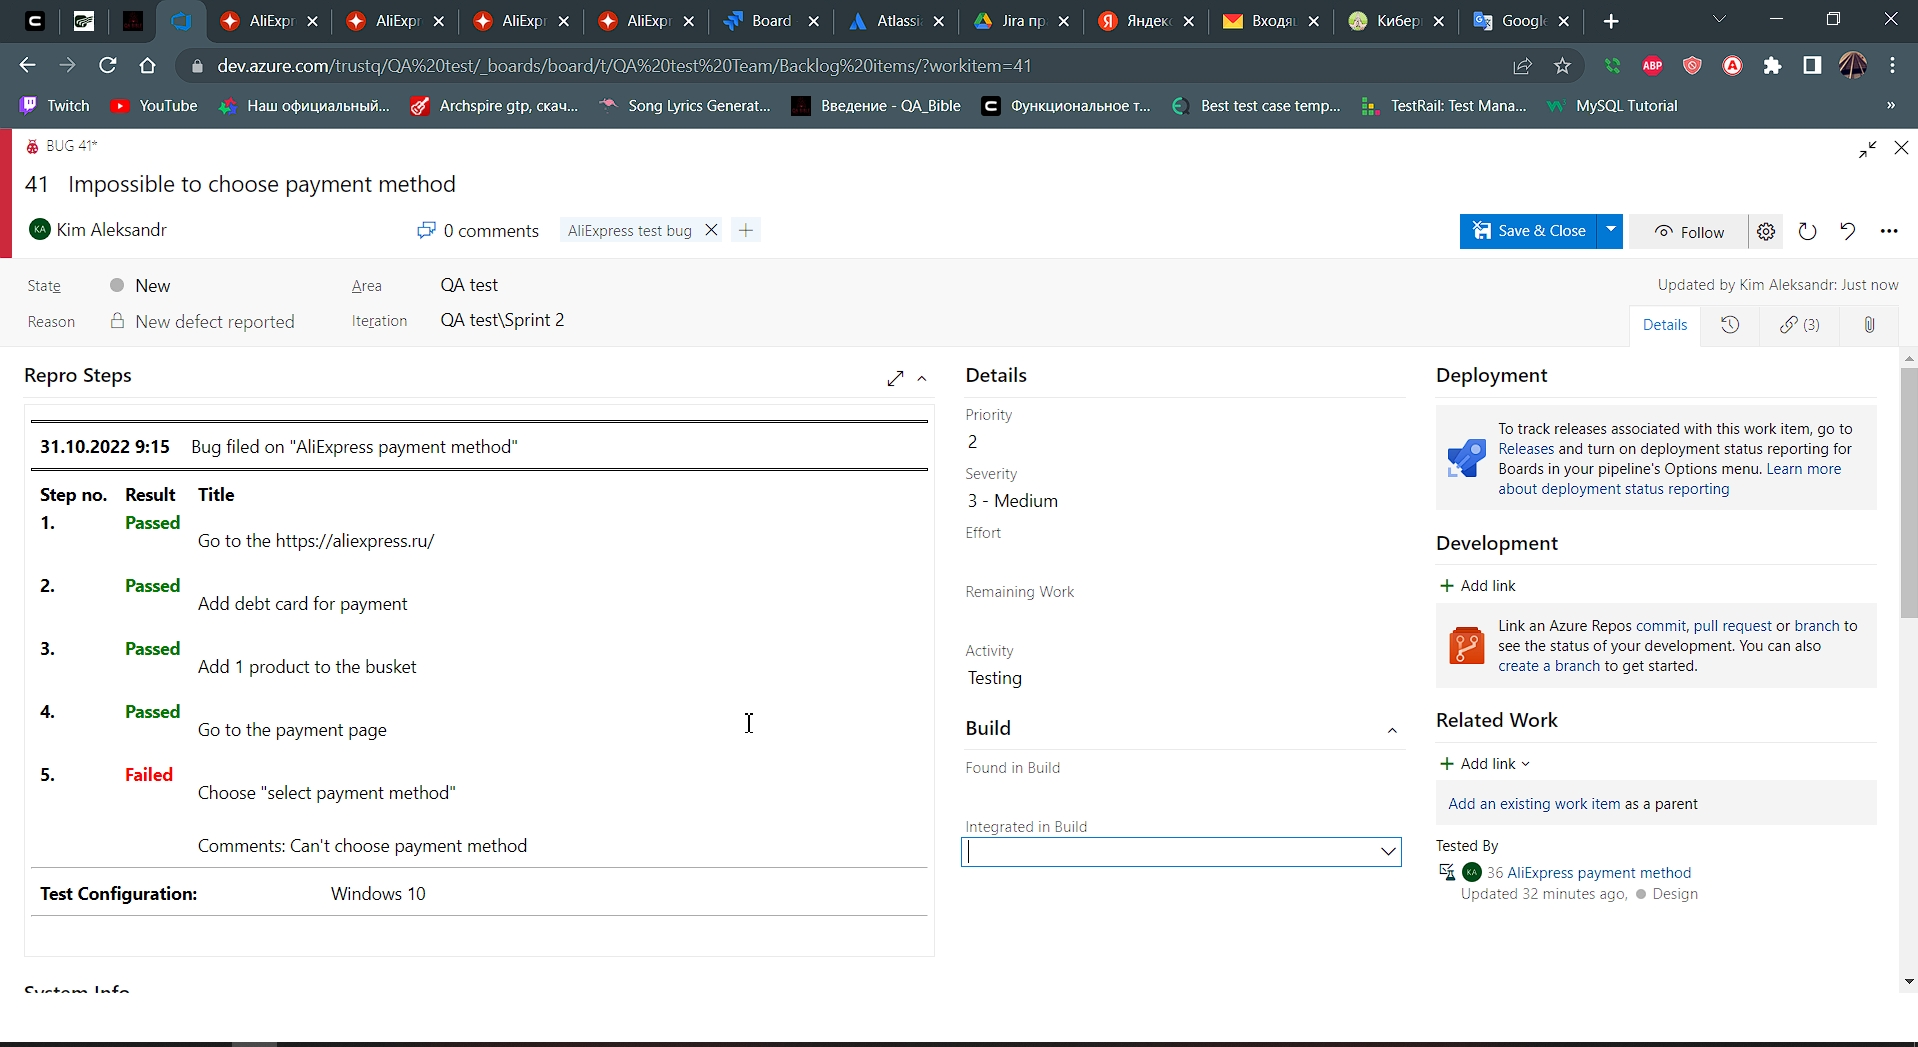 AliExpr
AliExpr
AliExpr
AliExpr
Board
Atlassi
Jira пр
Яндекс
Входящ
Кибер
Google
dev.azure.com/trustq/QA%20test/_boards/board/t/QA%20test%20Team/Backlog%20items/?workitem=41
ABP
Twitch
YouTube
Наш официальный...
Archspire gtp, скач...
Song Lyrics Generat...
Введение - QA_Bible
Функциональное т...
Best test case temp...
TestRail: Test Mana...
MySQL Tutorial
»
BUG 41*
41 Impossible to choose payment method
KA Kim Aleksandr
0 comments
AliExpress test bug
Save & Close
Follow
State
New
Area
QA test
Updated by Kim Aleksandr: Just now
Reason
New defect reported
Iteration
QA test\Sprint 2
Details
(3)
Repro Steps
31.10.2022 9:15 Bug filed on "AliExpress payment method"
Step no. Result Title
1. Passed
Go to the https://aliexpress.ru/
2. Passed
Add debt card for payment
3. Passed
Add 1 product to the busket
4. Passed
Go to the payment page
5. Failed
Choose "select payment method"
Comments: Can't choose payment method
Test Configuration: Windows 10
System Info
Details
Priority
2
Severity
3 - Medium
Effort
Remaining Work
Activity
Testing
Build
Found in Build
Integrated in Build
Deployment
To track releases associated with this work item, go to
Releases and turn on deployment status reporting for
Boards in your pipeline's Options menu. Learn more
about deployment status reporting
Development
+ Add link
Link an Azure Repos commit, pull request or branch to
see the status of your development. You can also
create a branch to get started.
Related Work
+ Add link
Add an existing work item as a parent
Tested By
KA 36 AliExpress payment method
Updated 32 minutes ago, Design